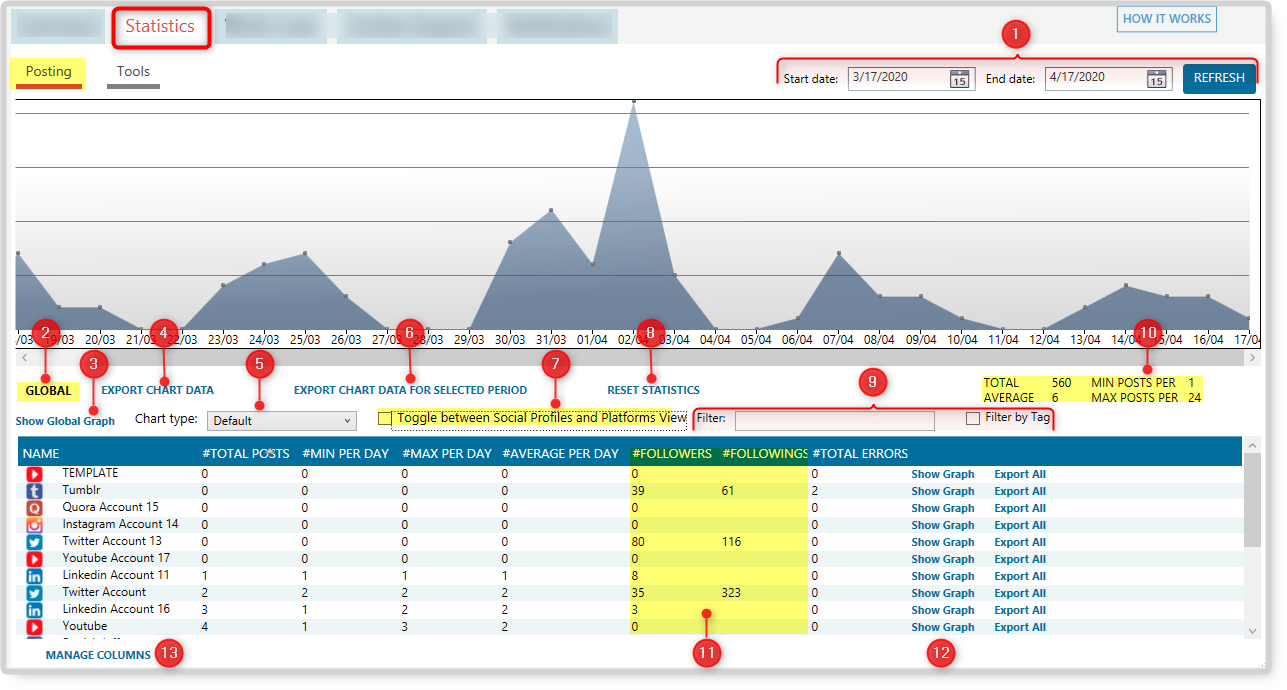 Statistics
HOW IT WORKS
1
Posting Tools
Start date: 3/17/2020 15 End date: 4/17/2020 15 REFRESH
/03 19/03 20/03 21/03 22/03 23/03 24/03 25/03 26/03 27/03 28/03 29/03 30/03 31/03 01/04 02/04 03/04 04/04 05/04 06/04 07/04 08/04 09/04 10/04 11/04 12/04 13/04 14/04 15/04 16/04 17/04
2 4 6 8 10
3 5 7 9
GLOBAL EXPORT CHART DATA EXPORT CHART DATA FOR SELECTED PERIOD RESET STATISTICS
TOTAL 560 MIN POSTS PER 1
AVERAGE 6 MAX POSTS PER 24
Show Global Graph Chart type: Default Toggle between Social Profiles and Platforms View Filter: Filter by Tag
NAME #TOTAL POSTS #MIN PER DAY #MAX PER DAY #AVERAGE PER DAY #FOLLOWERS #FOLLOWINGS #TOTAL ERRORS
TEMPLATE 0 0 0 0 0 0 Show Graph Export All
Tumblr 0 0 0 0 39 61 2 Show Graph Export All
Quora Account 15 0 0 0 0 0 0 Show Graph Export All
Instagram Account 14 0 0 0 0 0 0 Show Graph Export All
Twitter Account 13 0 0 0 0 80 116 0 Show Graph Export All
Youtube Account 17 0 0 0 0 0 0 Show Graph Export All
Linkedin Account 11 1 1 1 1 8 0 Show Graph Export All
Twitter Account 2 2 2 2 35 323 0 Show Graph Export All
Linkedin Account 16 3 1 2 2 3 0 Show Graph Export All
Youtube 4 1 3 2 0 0 Show Graph Export All
MANAGE COLUMNS 13 11 12